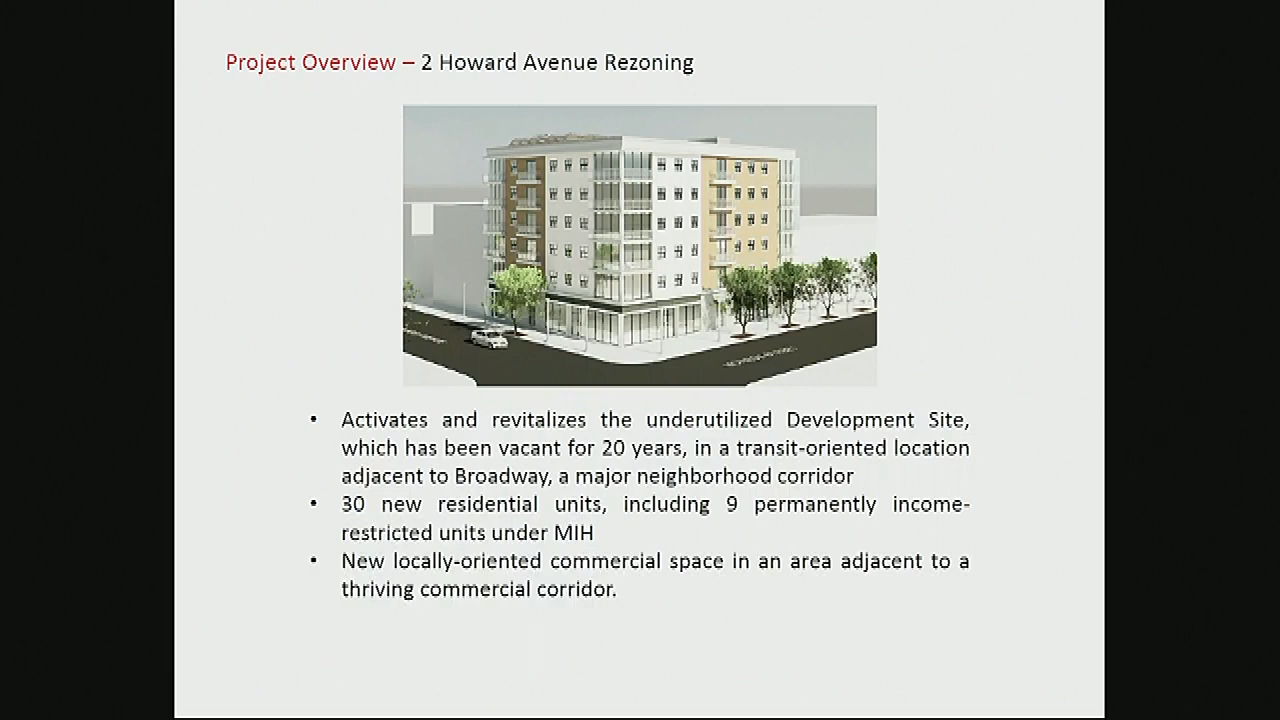 Project Overview – 2 Howard Avenue Rezoning
• Activates and revitalizes the underutilized Development Site,
which has been vacant for 20 years, in a transit-oriented location
adjacent to Broadway, a major neighborhood corridor
• 30 new residential units, including 9 permanently income-
restricted units under MIH
• New locally-oriented commercial space in an area adjacent to a
thriving commercial corridor.